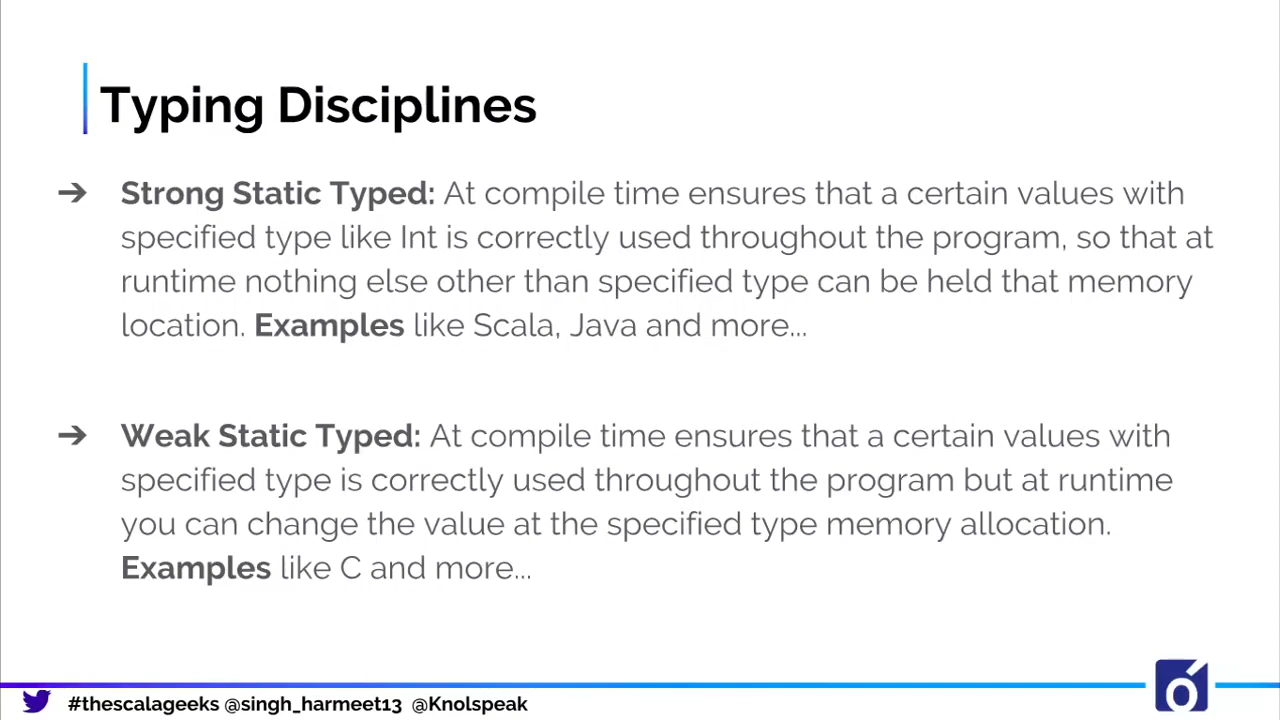 Typing Disciplines
➔ Strong Static Typed: At compile time ensures that a certain values with
specified type like Int is correctly used throughout the program, so that at
runtime nothing else other than specified type can be held that memory
location. Examples like Scala, Java and more...
➔ Weak Static Typed: At compile time ensures that a certain values with
specified type is correctly used throughout the program but at runtime
you can change the value at the specified type memory allocation.
Examples like C and more...
#thescalageeks @singh_harmeet13 @Knolspeak